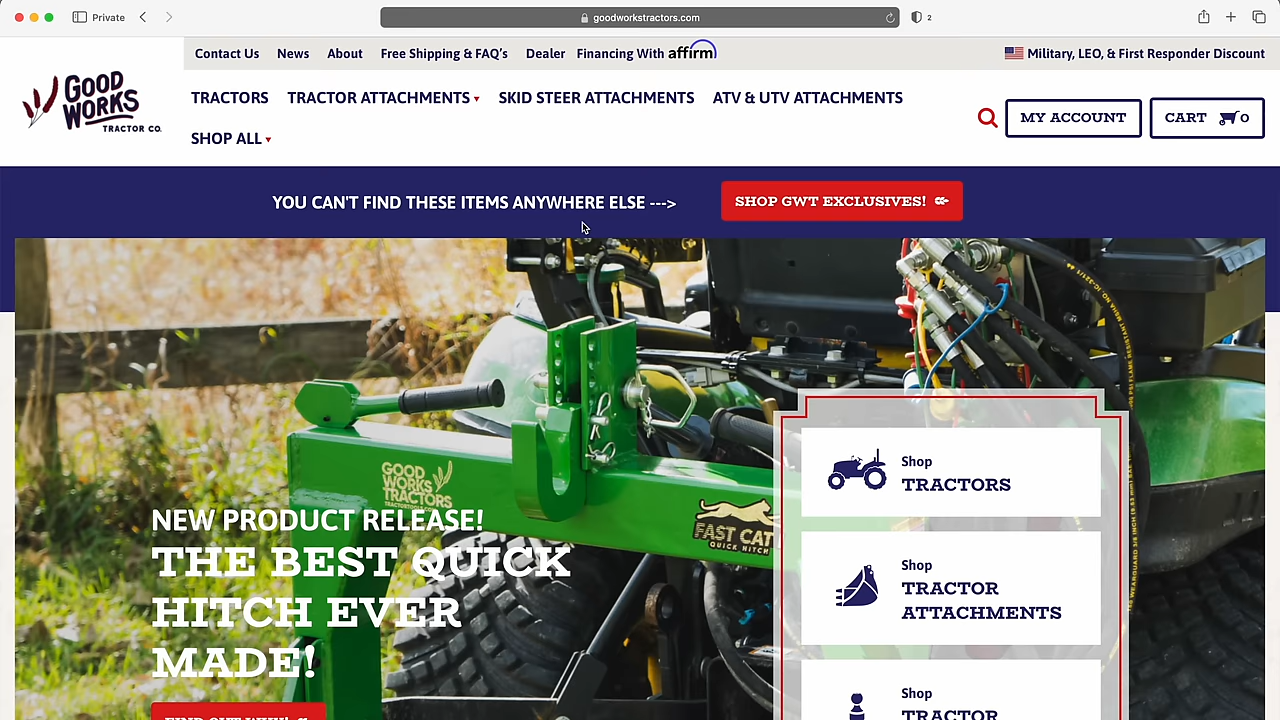 Private
goodworkstractors.com
2
Contact Us
News
About
Free Shipping & FAQ's
Dealer
Financing With affirm
Military, LEO, & First Responder Discount
GOOD
WORKS
TRACTOR CO.
TRACTORS
TRACTOR ATTACHMENTS
SKID STEER ATTACHMENTS
ATV & UTV ATTACHMENTS
SHOP ALL
MY ACCOUNT
CART 0
YOU CAN'T FIND THESE ITEMS ANYWHERE ELSE --->
SHOP GWT EXCLUSIVES!
GOOD
WORKS
TRACTORS
FAST CAT
QUICK HITCH
NEW PRODUCT RELEASE!
THE BEST QUICK
HITCH EVER
MADE!
Shop
TRACTORS
Shop
TRACTOR
ATTACHMENTS
Shop
TRACTOR